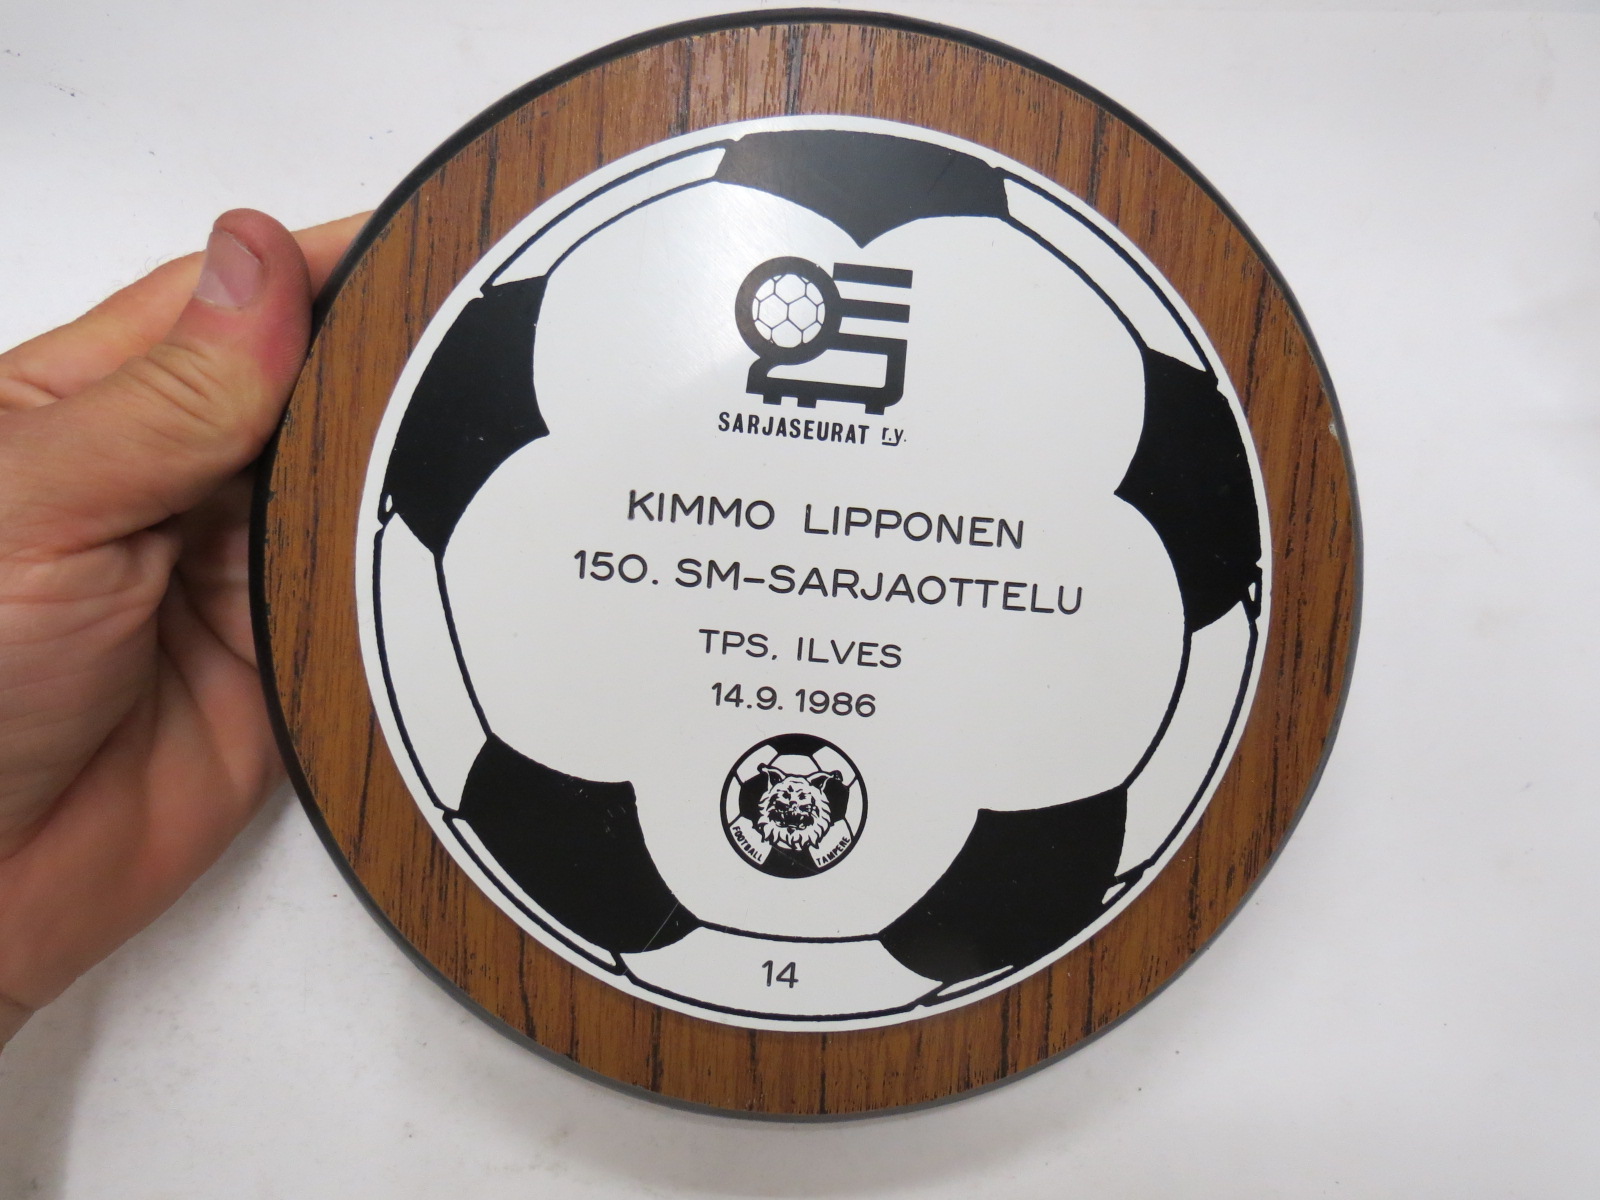 SARJASEURAT r.y.
KIMMO LIPPONEN
150. SM-SARJAOTTELU
TPS. ILVES
14.9.1986
FOOTBALL TAMPERE
14